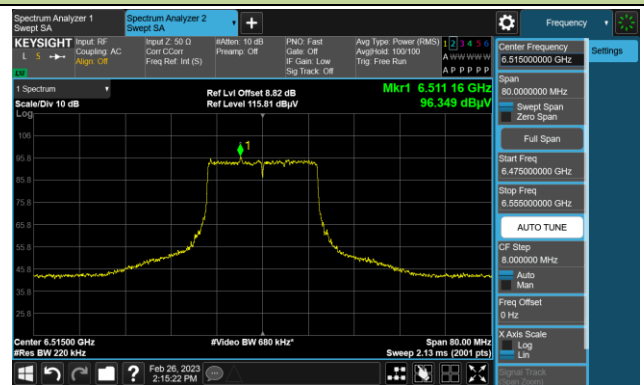 Spectrum Analyzer 1
Swept SA
Spectrum Analyzer 2
Swept SA
Frequency
KEYSIGHT
L S
Input: RF
Coupling: AC
Align: Off
Input Z: 50 Ω
Corr CCorr
Freq Ref: Int (S)
#Atten: 10 dB
Preamp: Off
PNO: Fast
Gate: Off
IF Gain: Low
Sig Track: Off
Avg Type: Power (RMS)
Avg|Hold: 100/100
Trig: Free Run
1 2 3 4 5 6
A W W W W W
A P P P P P
1 Spectrum
Scale/Div 10 dB
Log
Ref Lvl Offset 8.82 dB
Ref Level 115.81 dBµV
Mkr1 6.511 16 GHz
96.349 dBµV
1
106
95.8
85.8
75.8
65.8
55.8
45.8
35.8
25.8
Center 6.51500 GHz
#Res BW 220 kHz
#Video BW 680 kHz*
Span 80.00 MHz
Sweep 2.13 ms (2001 pts)
Feb 26, 2023
2:15:22 PM
Center Frequency
6.515000000 GHz
Settings
Span
80.0000000 MHz
Swept Span
Zero Span
Full Span
Start Freq
6.475000000 GHz
Stop Freq
6.555000000 GHz
AUTO TUNE
CF Step
8.000000 MHz
Auto
Man
Freq Offset
0 Hz
X Axis Scale
Log
Lin
Signal Track
(Span Zoom)